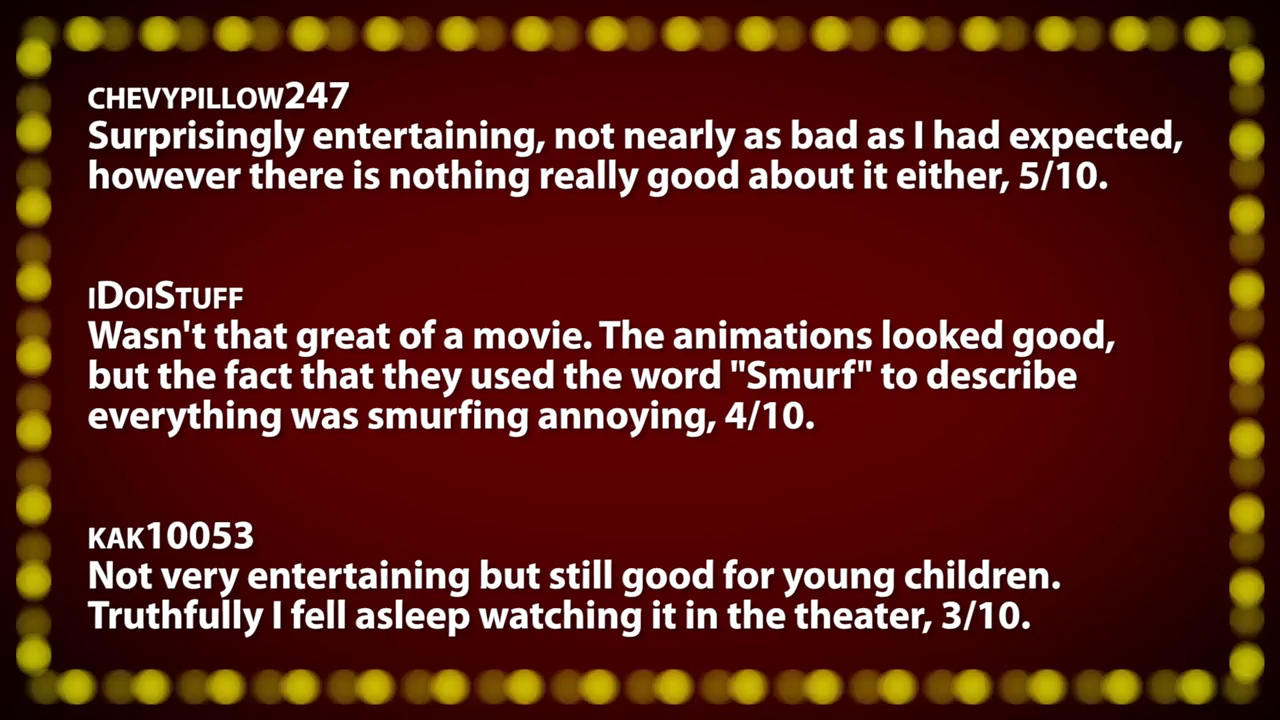 CHEVYPILLOW247
Surprisingly entertaining, not nearly as bad as I had expected,
however there is nothing really good about it either, 5/10.
iDoiStuff
Wasn't that great of a movie. The animations looked good,
but the fact that they used the word "Smurf" to describe
everything was smurfing annoying, 4/10.
KAK10053
Not very entertaining but still good for young children.
Truthfully I fell asleep watching it in the theater, 3/10.